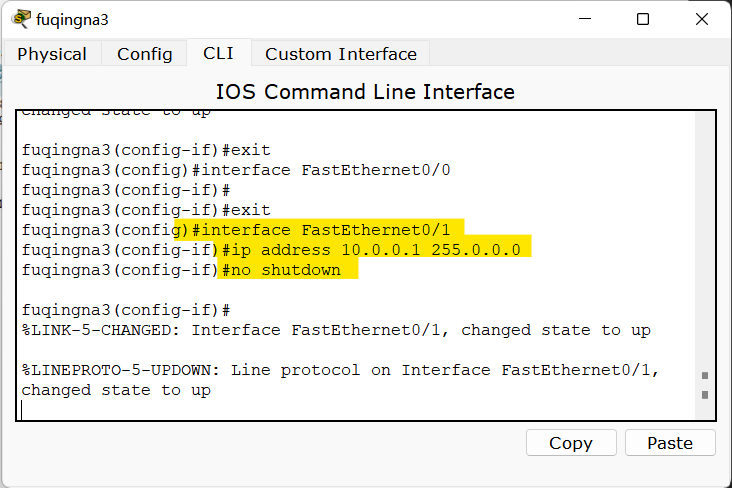 fuqingna3
Physical Config CLI Custom Interface
IOS Command Line Interface
changed state to up
fuqingna3(config-if)#exit
fuqingna3(config)#interface FastEthernet0/0
fuqingna3(config-if)#
fuqingna3(config-if)#exit
fuqingna3(config)#interface FastEthernet0/1
fuqingna3(config-if)#ip address 10.0.0.1 255.0.0.0
fuqingna3(config-if)#no shutdown
fuqingna3(config-if)#
%LINK-5-CHANGED: Interface FastEthernet0/1, changed state to up
%LINEPROTO-5-UPDOWN: Line protocol on Interface FastEthernet0/1,
changed state to up
Copy Paste